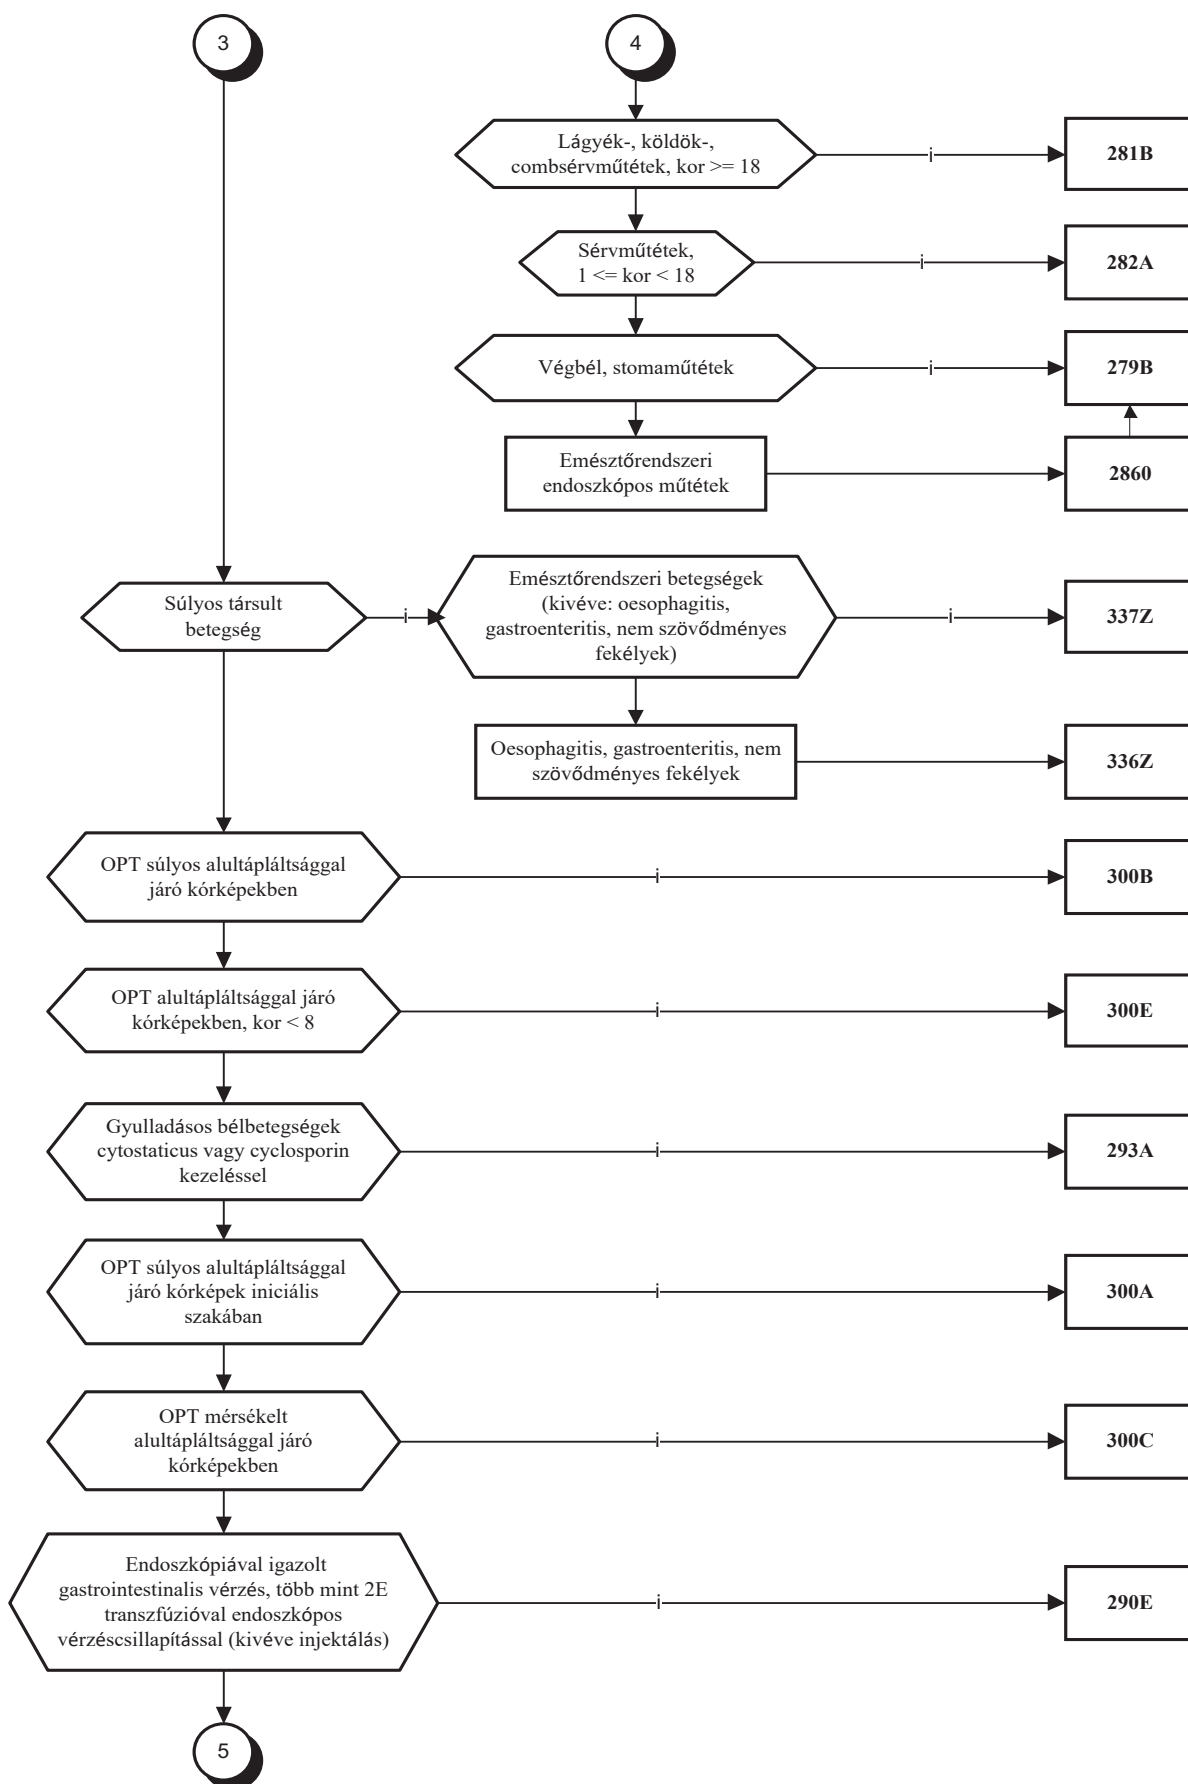 3
4
Lágyék-, köldök-,
combsérvműtétek, kor >= 18
i
281B
Sérvműtétek,
1 <= kor < 18
i
282A
Végbél, stomaműtétek
i
279B
Emésztőrendszeri
endoszkópos műtétek
2860
Súlyos társult
betegség
i
Emésztőrendszeri betegségek
(kivéve: oesophagitis,
gastroenteritis, nem szövődményes
fekélyek)
i
337Z
Oesophagitis, gastroenteritis, nem
szövődményes fekélyek
336Z
OPT súlyos alultápláltsággal
járó kórképekben
i
300B
OPT alultápláltsággal járó
kórképekben, kor < 8
i
300E
Gyulladásos bélbetegségek
cytostaticus vagy cyclosporin
kezeléssel
i
293A
OPT súlyos alultápláltsággal
járó kórképek iniciális
szakában
i
300A
OPT mérsékelt
alultápláltsággal járó
kórképekben
i
300C
Endoszkópiával igazolt
gastrointestinalis vérzés, több mint 2E
transzfúzióval endoszkópos
vérzéscsillapítással (kivéve injektálás)
i
290E
5